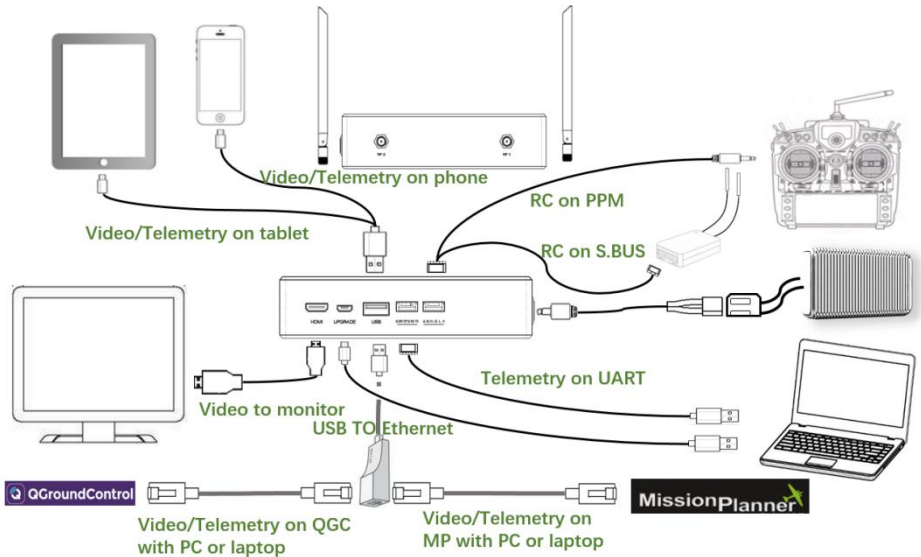 Video/Telemetry on phone
RC on PPM
Video/Telemetry on tablet
RC on S.BUS
HDMI
UPGRADE
USB
Telemetry on UART
Video to monitor
USB TO Ethernet
QGroundControl
MissionPlanner
Video/Telemetry on QGC
with PC or laptop
Video/Telemetry on
MP with PC or laptop